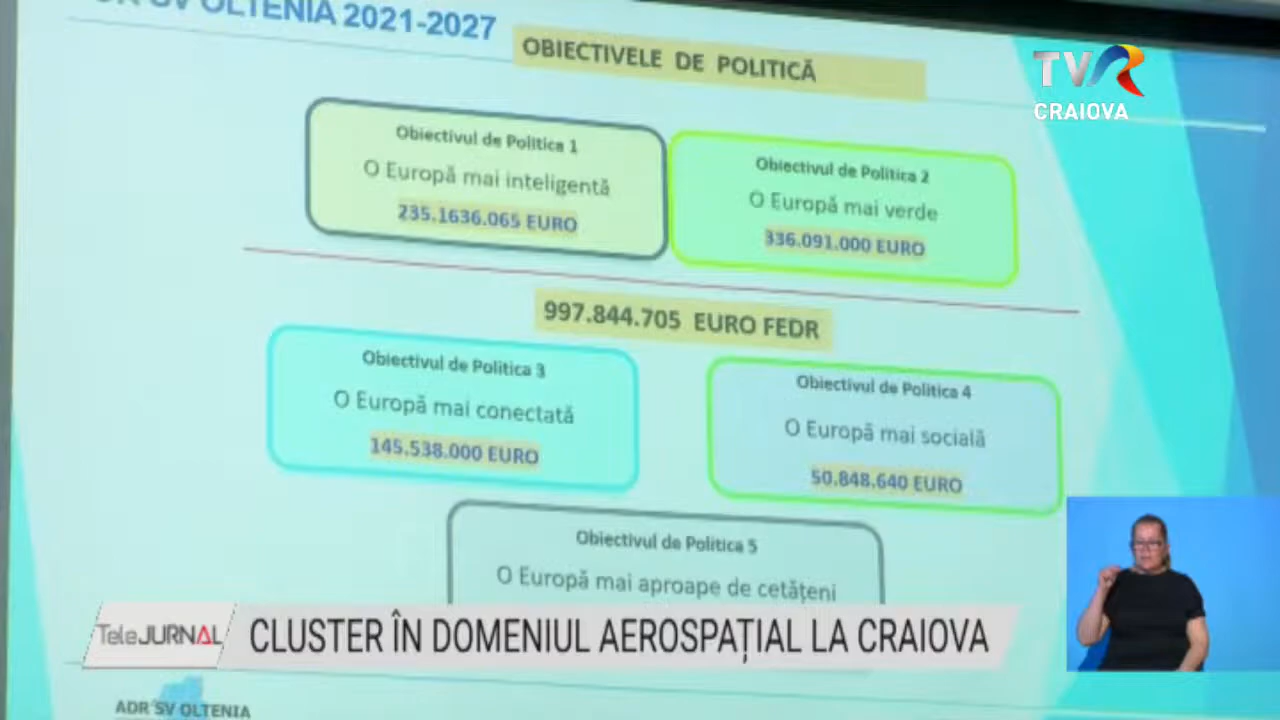 ADR SV OLTENIA 2021-2027
OBIECTIVELE DE POLITICĂ
TVR
CRAIOVA
Obiectivul de Politica 1
O Europă mai inteligentă
235.1636.065 EURO
Obiectivul de Politica 2
O Europă mai verde
336.091.000 EURO
997.844.705 EURO FEDR
Obiectivul de Politica 3
O Europă mai conectată
145.538.000 EURO
Obiectivul de Politica 4
O Europă mai socială
50.848.640 EURO
Obiectivul de Politica 5
O Europă mai aproape de cetățeni
TeleJURNAL
CLUSTER ÎN DOMENIUL AEROSPAȚIAL LA CRAIOVA
ADR SV OLTENIA